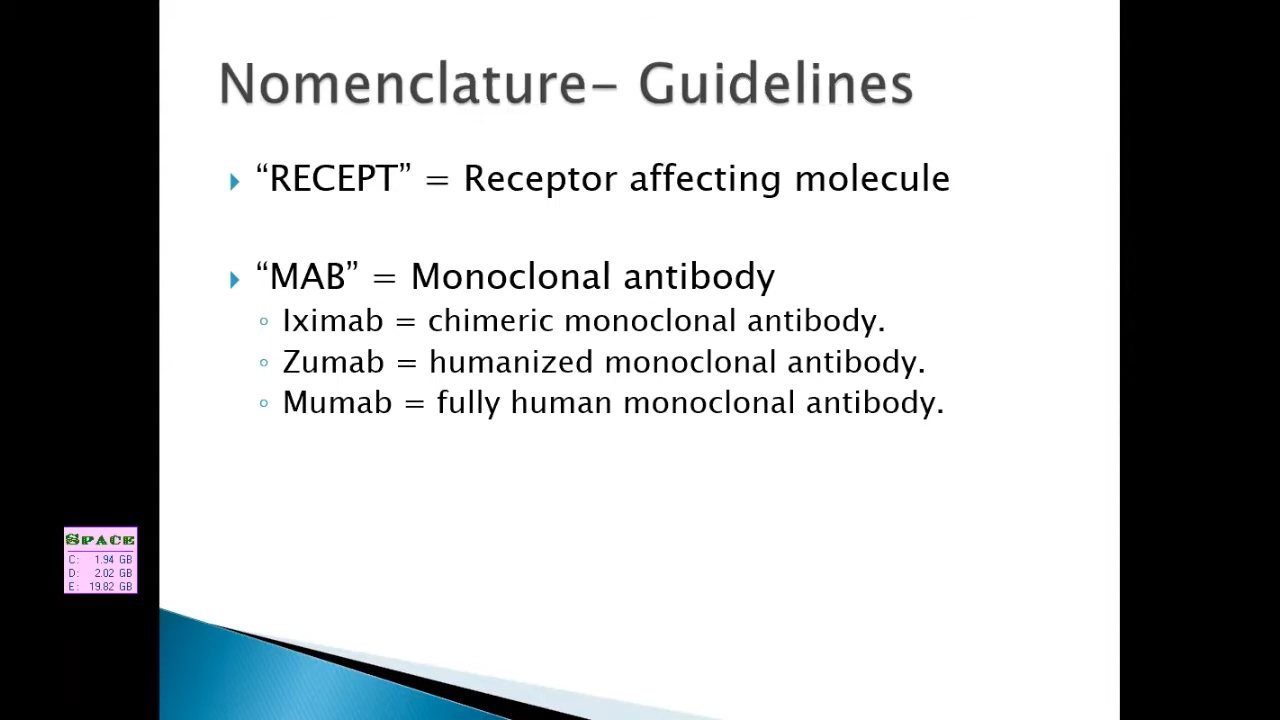 Nomenclature- Guidelines
“RECEPT” = Receptor affecting molecule
“MAB” = Monoclonal antibody
Iximab = chimeric monoclonal antibody.
Zumab = humanized monoclonal antibody.
Mumab = fully human monoclonal antibody.
SPACE
C: 1.94 GB
D: 2.02 GB
E: 19.82 GB